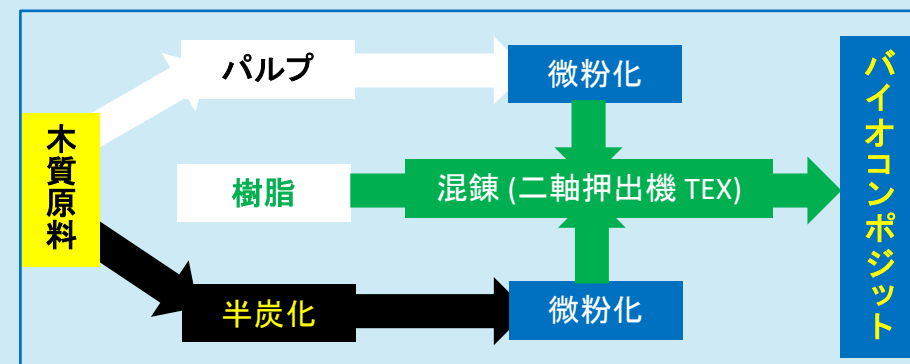 木質原料
パルプ
微粉化
樹脂
混錬 (二軸押出機 TEX)
半炭化
微粉化
バイオコンポジット